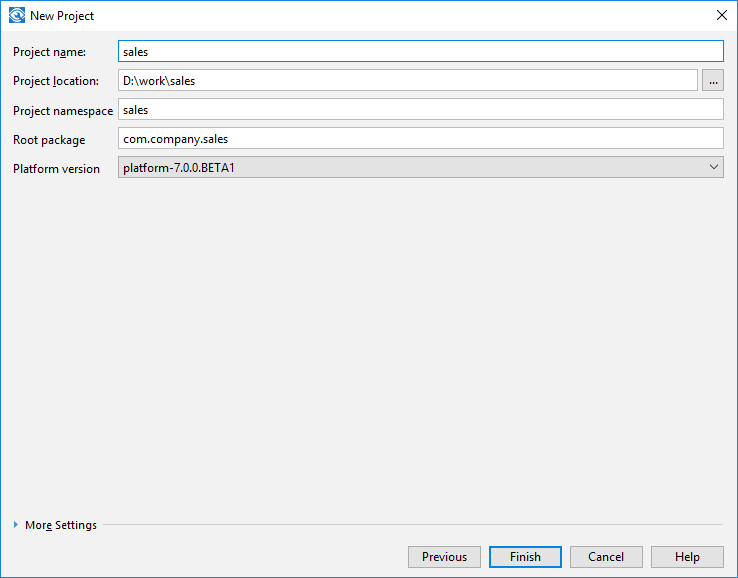 New Project
Project name: sales
Project location: D:\work\sales ...
Project namespace sales
Root package com.company.sales
Platform version platform-7.0.0.BETA1
More Settings
Previous Finish Cancel Help